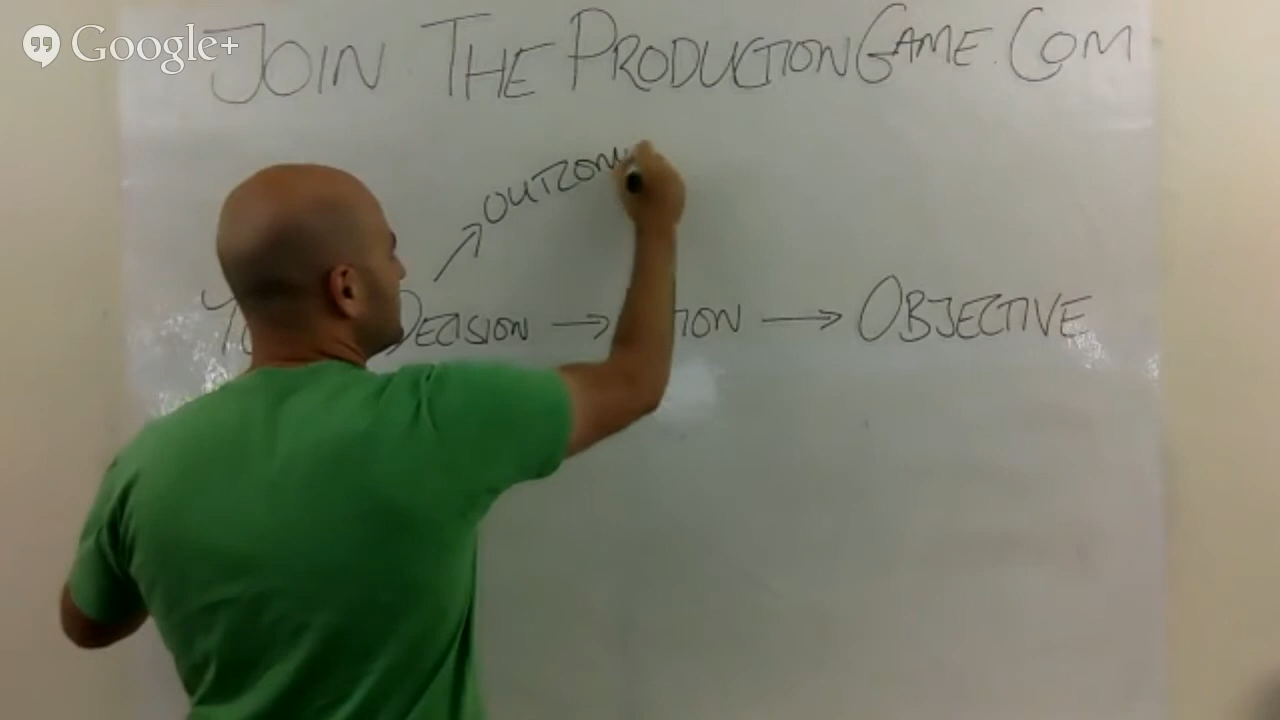 Google+
JOIN THE PRODUCTIONGAME.COM
DECISION → → OBJECTIVE